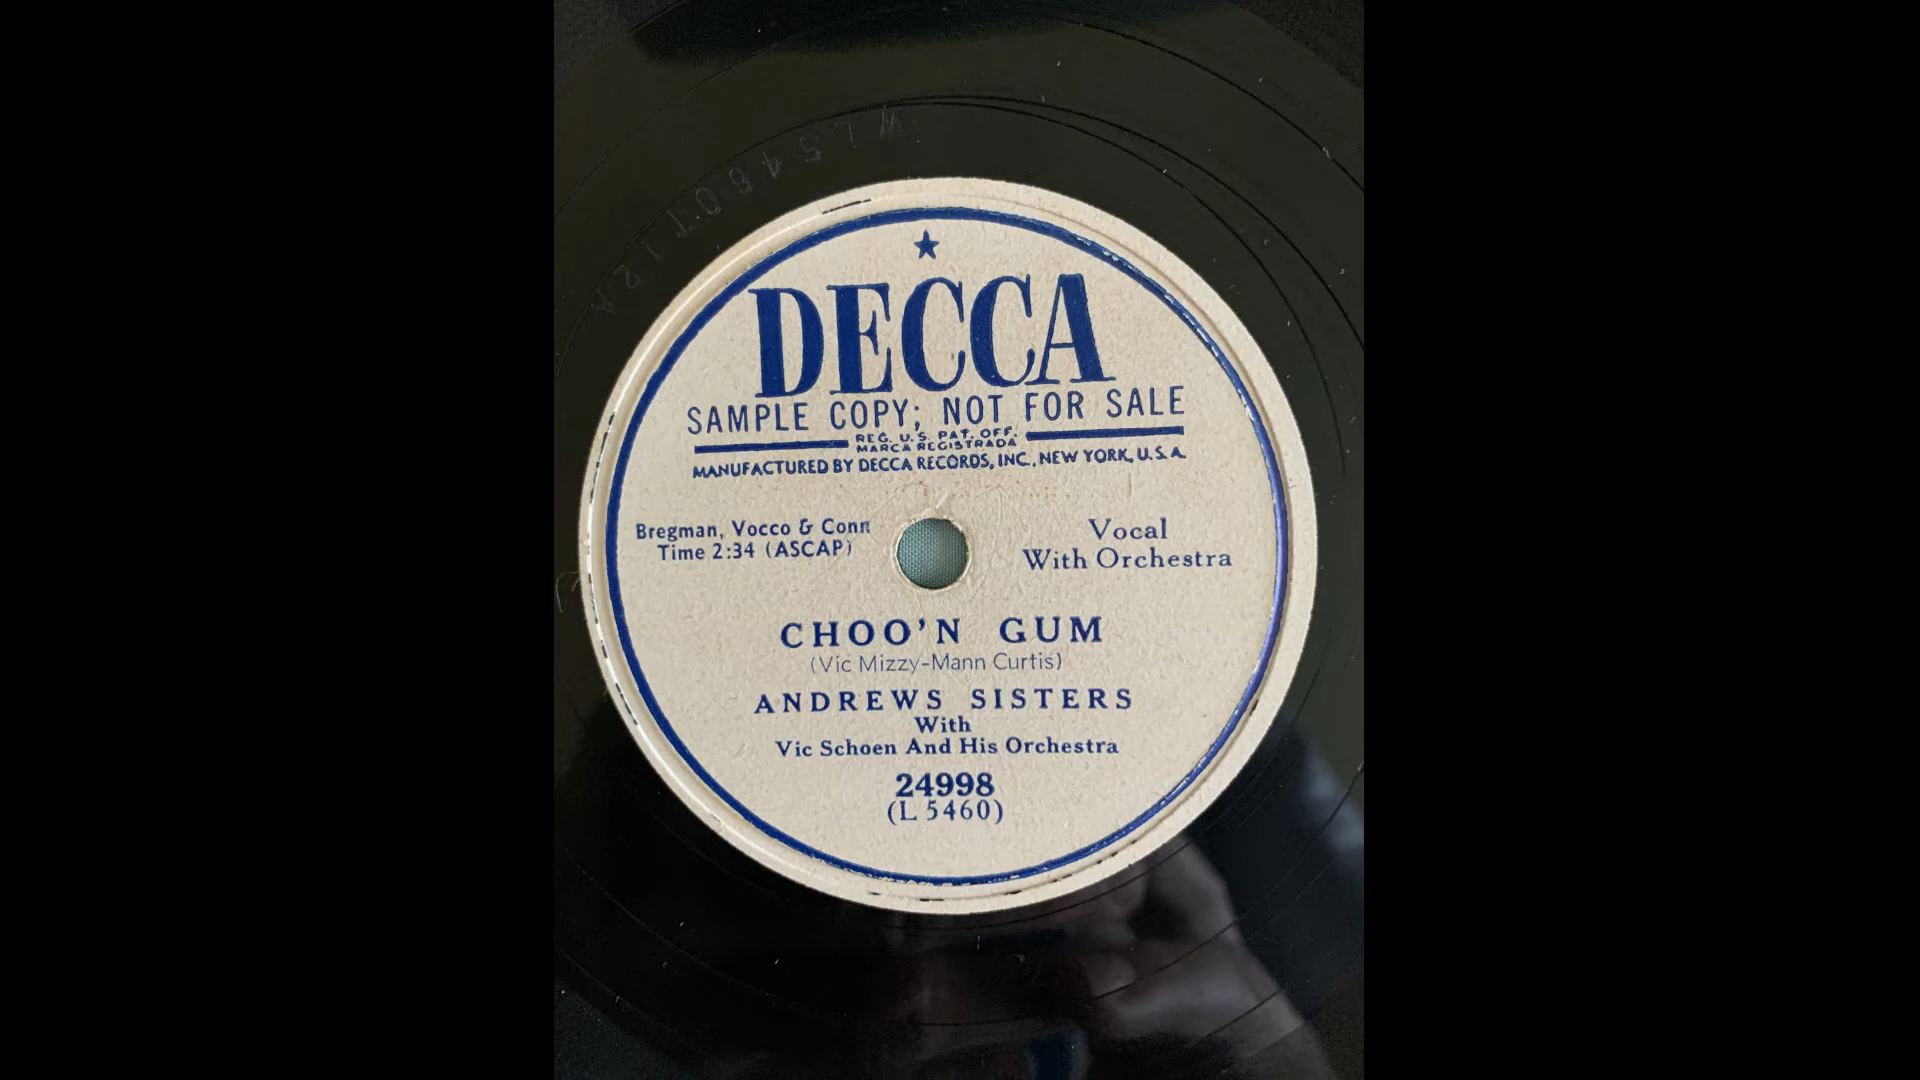 WL5460T12A
DECCA
SAMPLE COPY; NOT FOR SALE
REG. U.S. PAT. OFF.
MARCA REGISTRADA
MANUFACTURED BY DECCA RECORDS, INC., NEW YORK, U.S.A.
Bregman, Vocco & Conn
Time 2:34 (ASCAP)
Vocal
With Orchestra
CHOO'N GUM
(Vic Mizzy-Mann Curtis)
ANDREWS SISTERS
With
Vic Schoen And His Orchestra
24998
(L 5460)